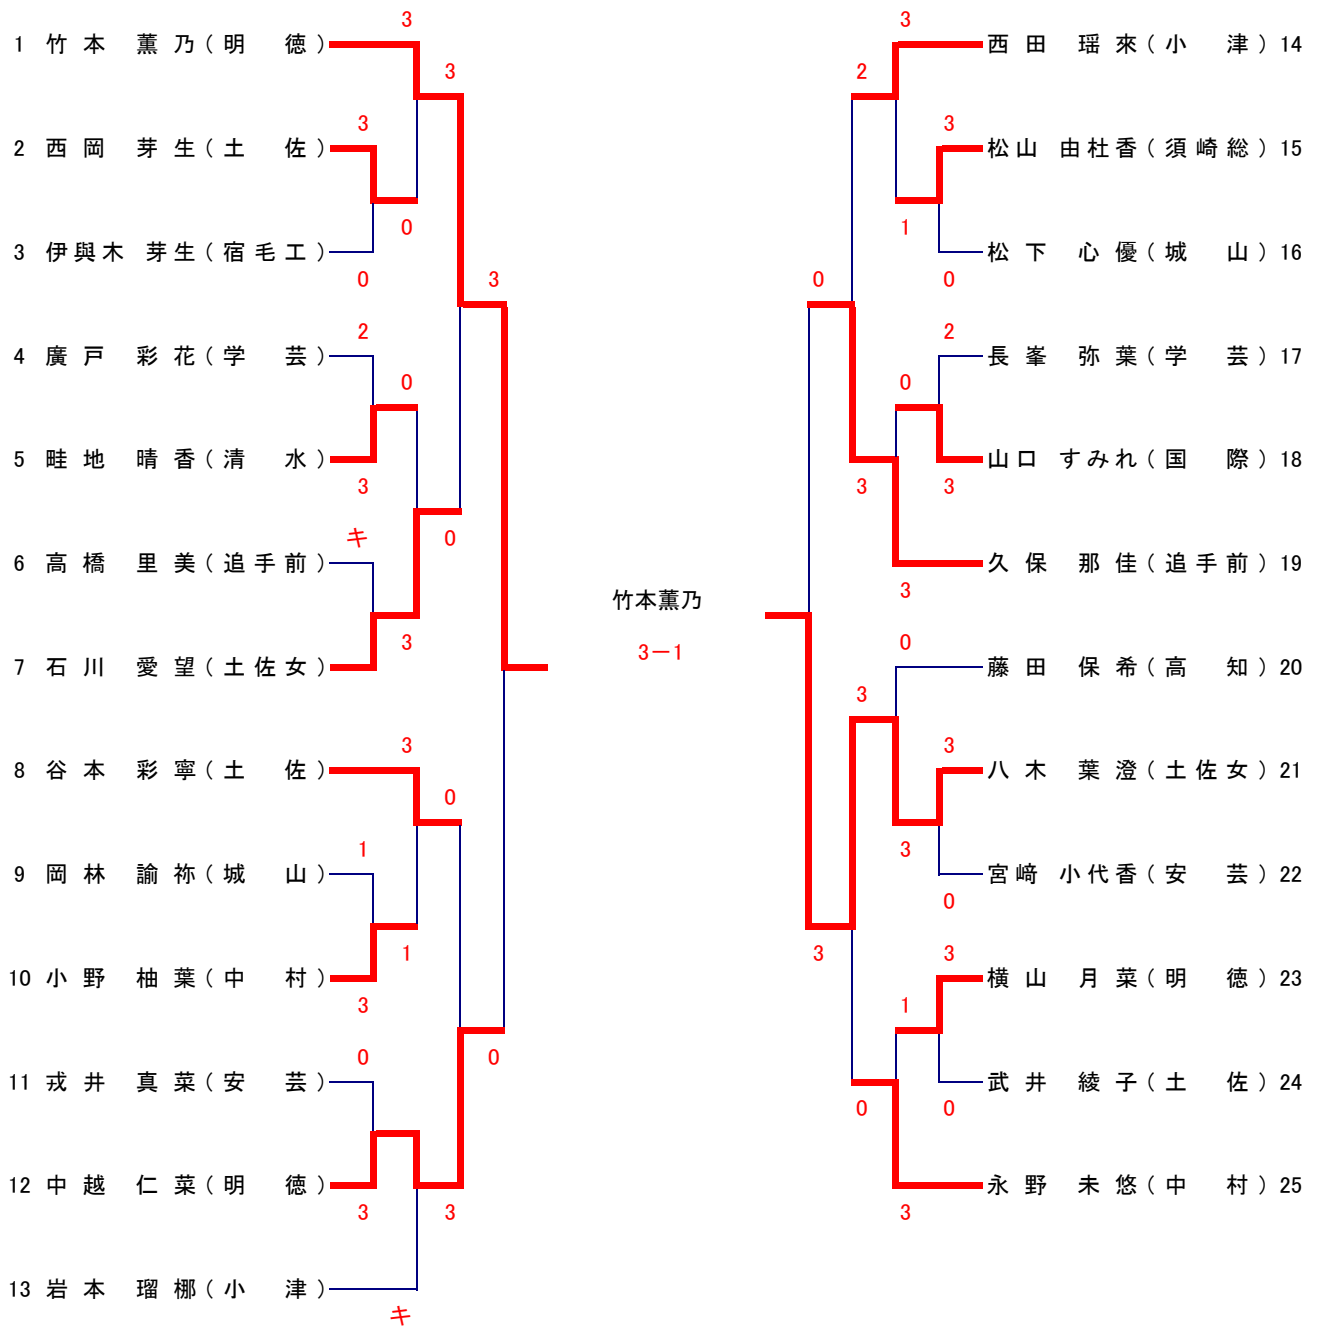 3
1 竹本 薫乃(明 徳)
3
3
2 西岡 芽生(土 佐)
0
3 伊與木 芽生(宿毛工)
0
3
2
4 廣戸 彩花(学 芸)
0
5 畦地 晴香(清 水)
3
キ
0
6 高橋 里美(追手前)
3
7 石川 愛望(土佐女)
3
8 谷本 彩寧(土 佐)
0
1
9 岡林 諭祢(城 山)
1
10 小野 柚葉(中 村)
3
0
0
11 戎井 真菜(安 芸)
12 中越 仁菜(明 徳)
3
3
13 岩本 瑠梛(小 津)
キ
竹本薫乃
3－1
3
西田 瑶來(小 津)14
2
3
松山 由杜香(須崎総)15
1
松下 心優(城 山)16
0
0
2
長峯 弥葉(学 芸)17
0
山口 すみれ(国 際)18
3
3
久保 那佳(追手前)19
3
0
藤田 保希(高 知)20
3
3
八木 葉澄(土佐女)21
3
宮﨑 小代香(安 芸)22
0
3
3
横山 月菜(明 徳)23
1
武井 綾子(土 佐)24
0
0
永野 未悠(中 村)25
3